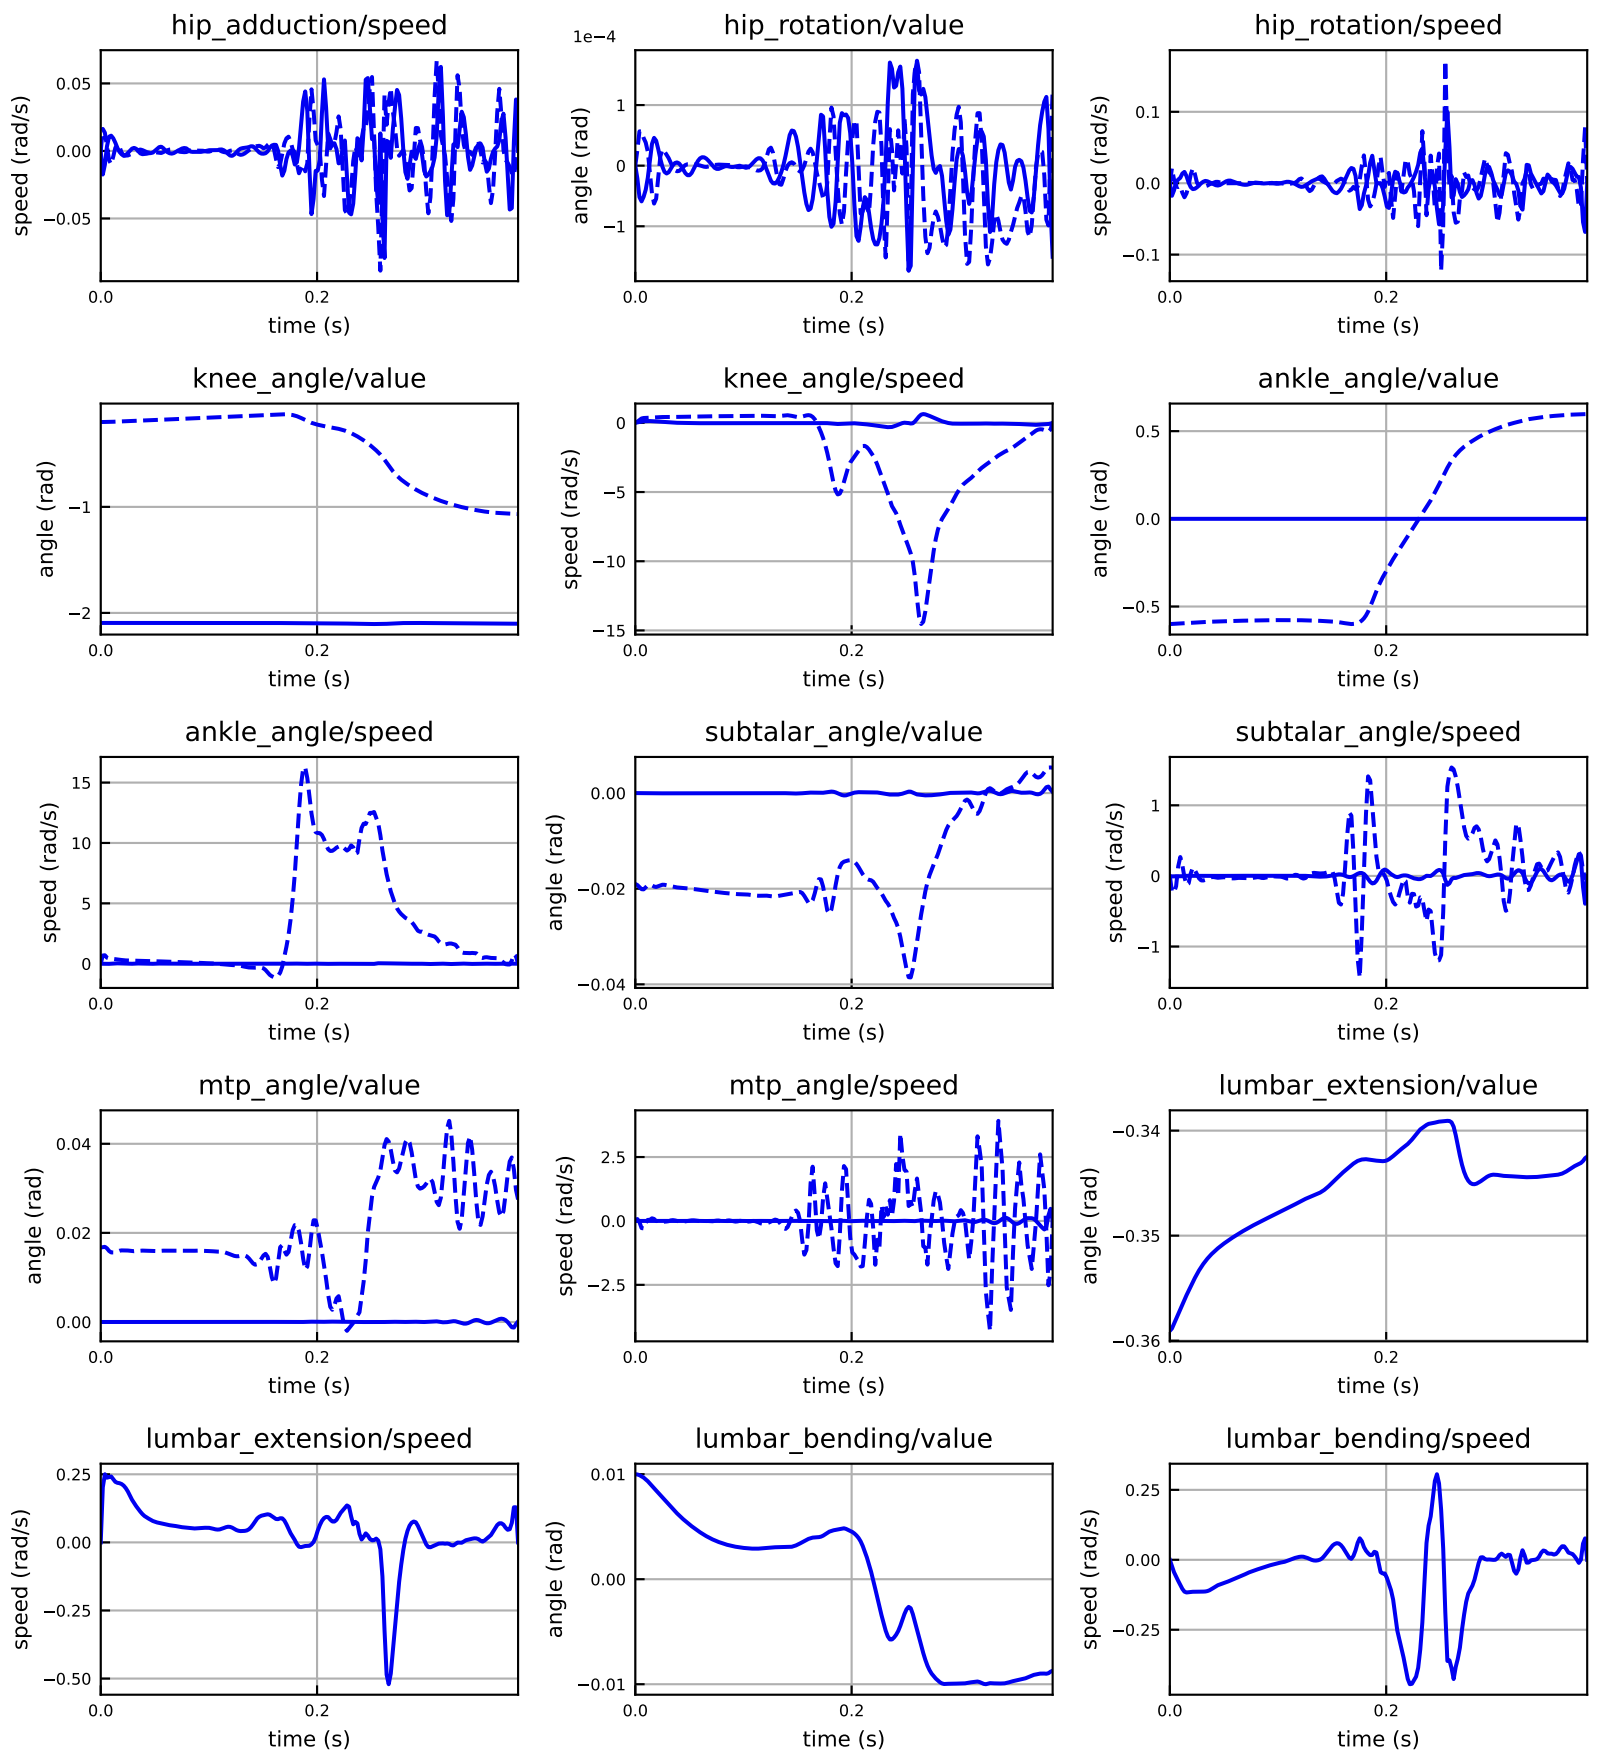 hip_adduction/speed
speed (rad/s)
0.05
0.00
−0.05
0.0
0.2
time (s)
hip_rotation/value
1e−4
angle (rad)
1
0
−1
0.0
0.2
time (s)
hip_rotation/speed
speed (rad/s)
0.1
0.0
−0.1
0.0
0.2
time (s)
knee_angle/value
angle (rad)
−1
−2
0.0
0.2
time (s)
knee_angle/speed
speed (rad/s)
0
−5
−10
−15
0.0
0.2
time (s)
ankle_angle/value
angle (rad)
0.5
0.0
−0.5
0.0
0.2
time (s)
ankle_angle/speed
speed (rad/s)
15
10
5
0
0.0
0.2
time (s)
subtalar_angle/value
angle (rad)
0.00
−0.02
−0.04
0.0
0.2
time (s)
subtalar_angle/speed
speed (rad/s)
1
0
−1
0.0
0.2
time (s)
mtp_angle/value
angle (rad)
0.04
0.02
0.00
0.0
0.2
time (s)
mtp_angle/speed
speed (rad/s)
2.5
0.0
−2.5
0.0
0.2
time (s)
lumbar_extension/value
angle (rad)
−0.34
−0.35
−0.36
0.0
0.2
time (s)
lumbar_extension/speed
speed (rad/s)
0.25
0.00
−0.25
−0.50
0.0
0.2
time (s)
lumbar_bending/value
angle (rad)
0.01
0.00
−0.01
0.0
0.2
time (s)
lumbar_bending/speed
speed (rad/s)
0.25
0.00
−0.25
0.0
0.2
time (s)